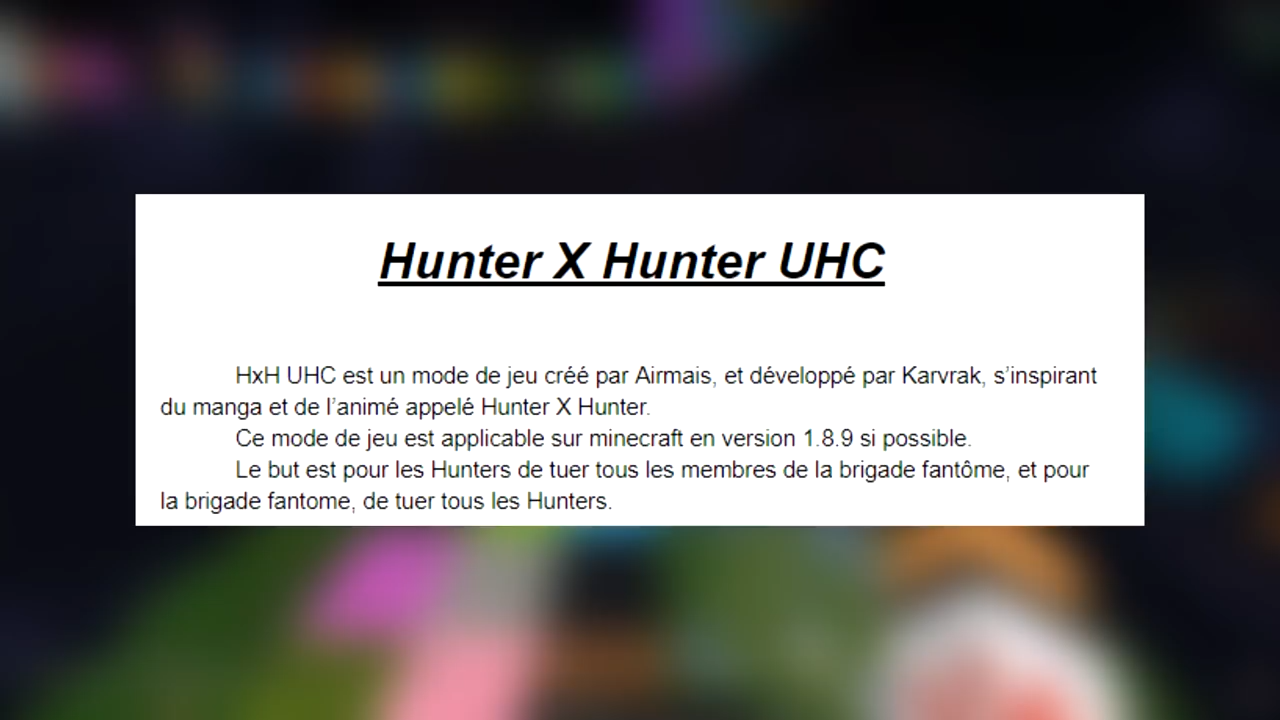 Hunter X Hunter UHC
HxH UHC est un mode de jeu créé par Airmais, et développé par Karvrak, s’inspirant
du manga et de l’animé appelé Hunter X Hunter.
Ce mode de jeu est applicable sur minecraft en version 1.8.9 si possible.
Le but est pour les Hunters de tuer tous les membres de la brigade fantôme, et pour
la brigade fantome, de tuer tous les Hunters.